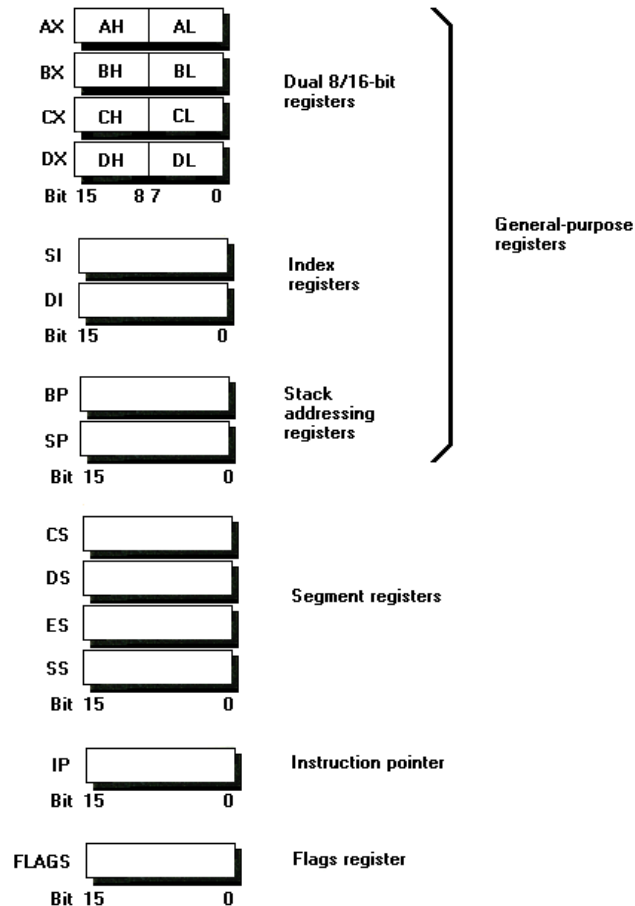 AX AH AL
BX BH BL
Dual 8/16-bit
registers
CX CH CL
DX DH DL
Bit 15 8 7 0
General-purpose
registers
SI
Index
registers
DI
Bit 15 0
BP
Stack
addressing
registers
SP
Bit 15 0
CS
DS
Segment registers
ES
SS
Bit 15 0
IP
Instruction pointer
Bit 15 0
FLAGS
Flags register
Bit 15 0